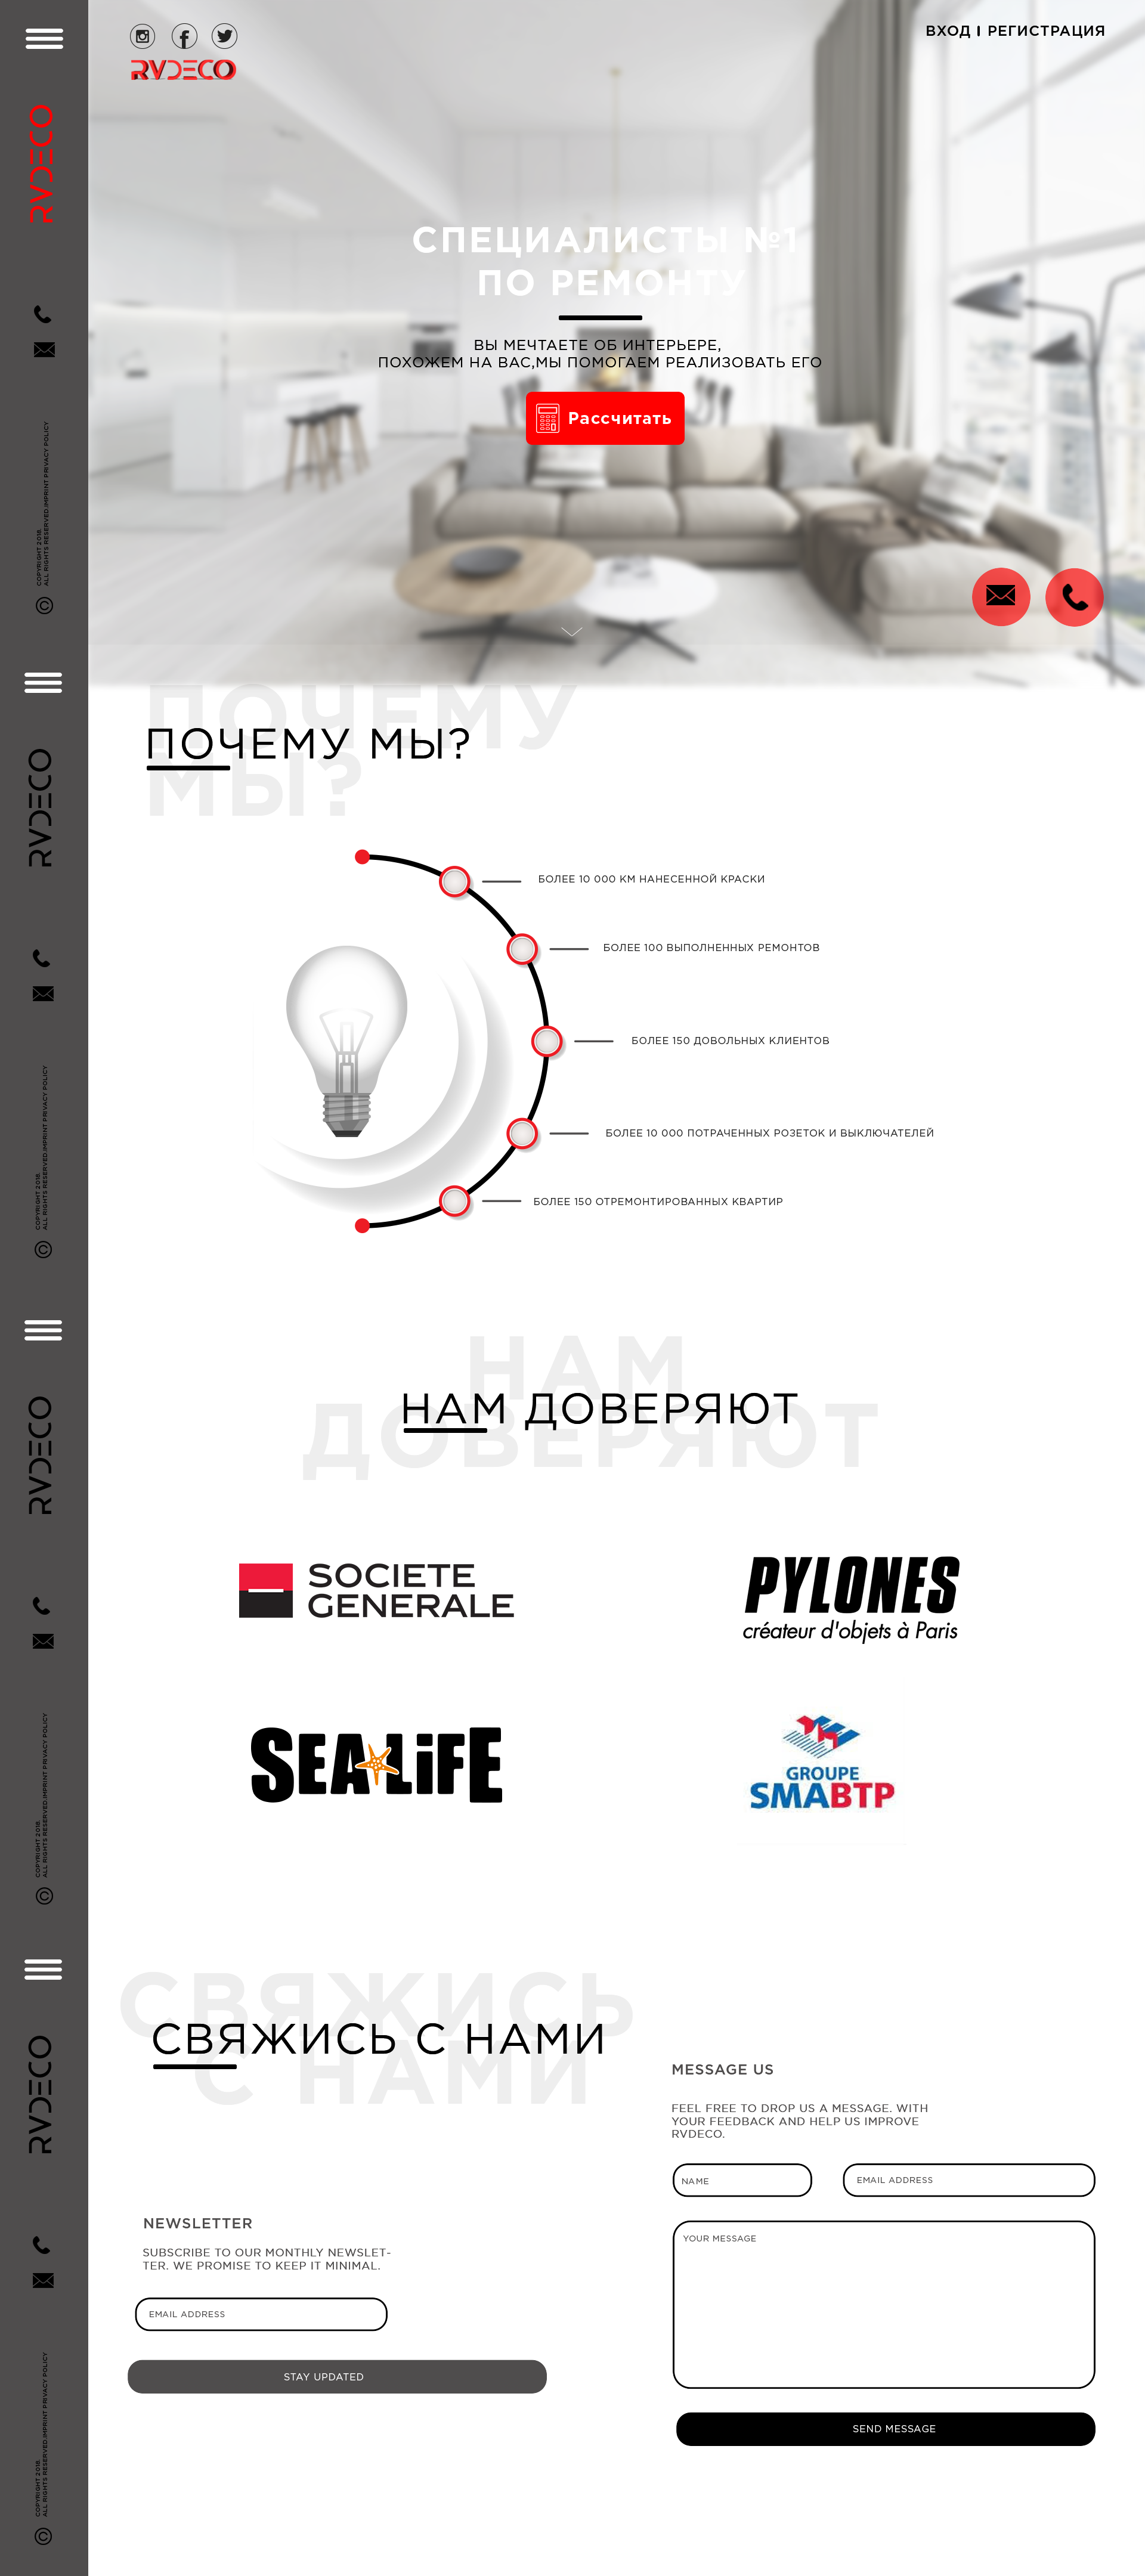 RVDECO
ВХОД | РЕГИСТРАЦИЯ
RVDECO
СПЕЦИАЛИСТЫ №1
ПО РЕМОНТУ
ВЫ МЕЧТАЕТЕ ОБ ИНТЕРЬЕРЕ,
ПОХОЖЕМ НА ВАС,МЫ ПОМОГАЕМ РЕАЛИЗОВАТЬ ЕГО
Рассчитать
COPYRIGHT 2018.
ALL RIGHTS RESERVED.IMPRINT PRIVACY POLICY
©
ПОЧЕМУ
МЫ?
ПОЧЕМУ МЫ?
RVDECO
БОЛЕЕ 10 000 КМ НАНЕСЕННОЙ КРАСКИ
БОЛЕЕ 100 ВЫПОЛНЕННЫХ РЕМОНТОВ
БОЛЕЕ 150 ДОВОЛЬНЫХ КЛИЕНТОВ
БОЛЕЕ 10 000 ПОТРАЧЕННЫХ РОЗЕТОК И ВЫКЛЮЧАТЕЛЕЙ
БОЛЕЕ 150 ОТРЕМОНТИРОВАННЫХ КВАРТИР
COPYRIGHT 2018.
ALL RIGHTS RESERVED.IMPRINT PRIVACY POLICY
©
НАМ
ДОВЕРЯЮТ
НАМ ДОВЕРЯЮТ
RVDECO
SOCIETE
GENERALE
PYLONES
créateur d'objets à Paris
SEA LiFE
GROUPE
SMABTP
COPYRIGHT 2018.
ALL RIGHTS RESERVED.IMPRINT PRIVACY POLICY
©
СВЯЖИСЬ
С НАМИ
СВЯЖИСЬ С НАМИ
RVDECO
MESSAGE US
FEEL FREE TO DROP US A MESSAGE. WITH
YOUR FEEDBACK AND HELP US IMPROVE
RVDECO.
NAME
EMAIL ADDRESS
YOUR MESSAGE
SEND MESSAGE
NEWSLETTER
SUBSCRIBE TO OUR MONTHLY NEWSLET-
TER. WE PROMISE TO KEEP IT MINIMAL.
EMAIL ADDRESS
STAY UPDATED
COPYRIGHT 2018.
ALL RIGHTS RESERVED.IMPRINT PRIVACY POLICY
©